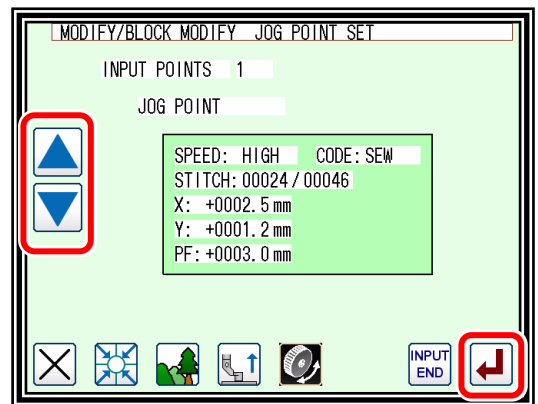 MODIFY/BLOCK MODIFY JOG POINT SET
INPUT POINTS 1
JOG POINT
SPEED: HIGH CODE: SEW
STITCH: 00024/00046
X: +0002.5 mm
Y: +0001.2 mm
PF: +0003.0 mm
INPUT
END